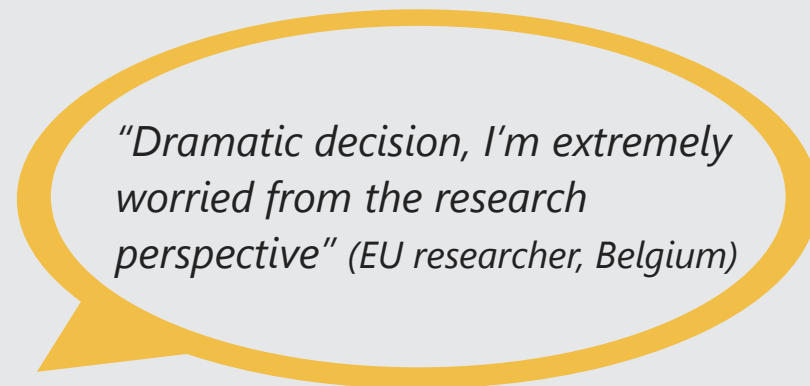 “Dramatic decision, I’m extremely
worried from the research
perspective” (EU researcher, Belgium)